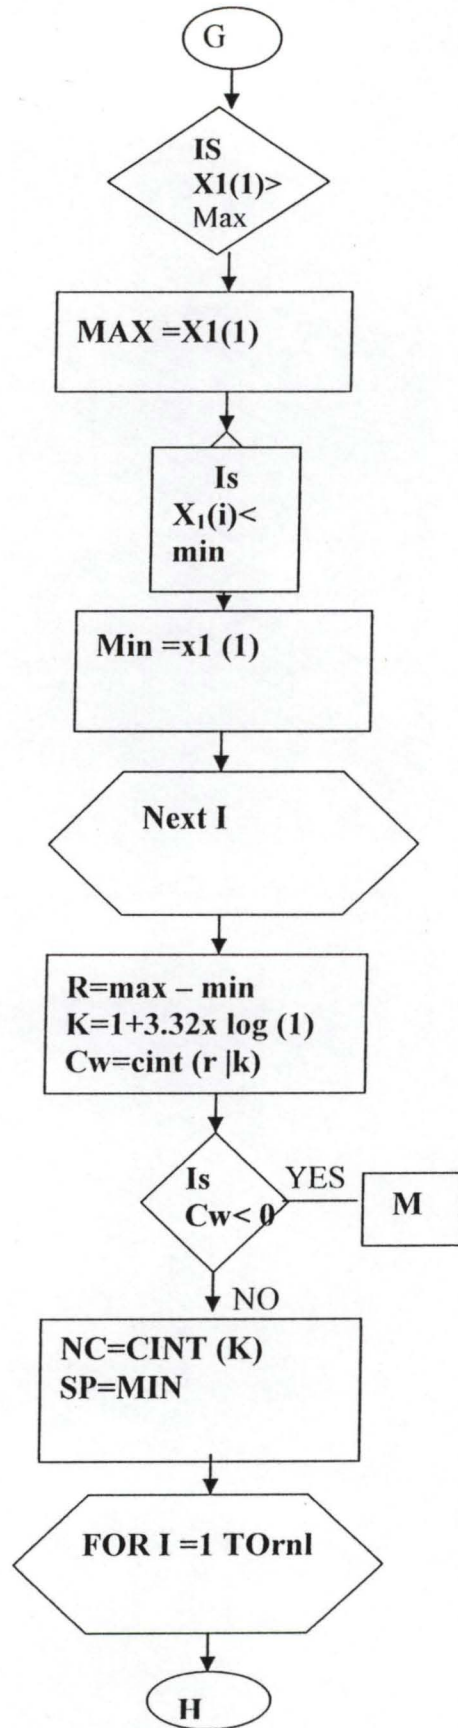 G
IS
X1(1)>
Max
MAX =X1(1)
Is
X₁(i)<
min
Min =x1 (1)
Next I
R=max – min
K=1+3.32x log (1)
Cw=cint (r |k)
Is
Cw< 0
YES
M
NO
NC=CINT (K)
SP=MIN
FOR I =1 TOrnl
H